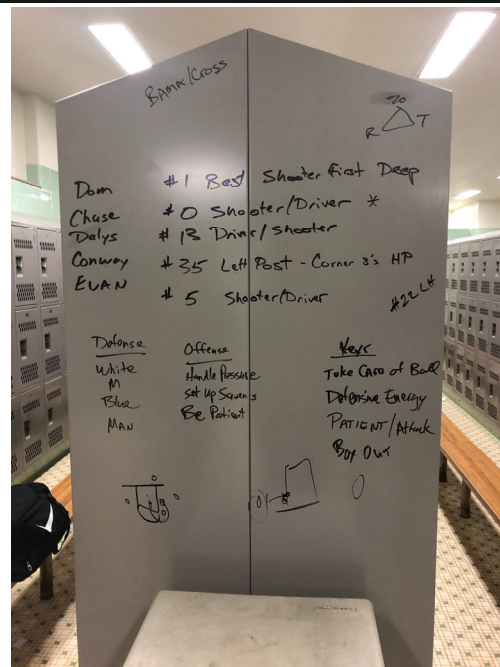 BAMA/CROSS
20
R T
Dom #1 Best Shooter First Deep
Chase #0 Shooter/Driver *
Dalys #13 Driver/Shooter
Conway #35 Left Post - Corner 3's HP
EVAN #5 Shooter/Driver
#22 LH
Defense
White
M
Blue
MAN
Offense
Handle Pressure
Set Up Screens
Be Patient
Keys
Take Care of Ball
Defensive Energy
PATIENT/Attack
Box Out